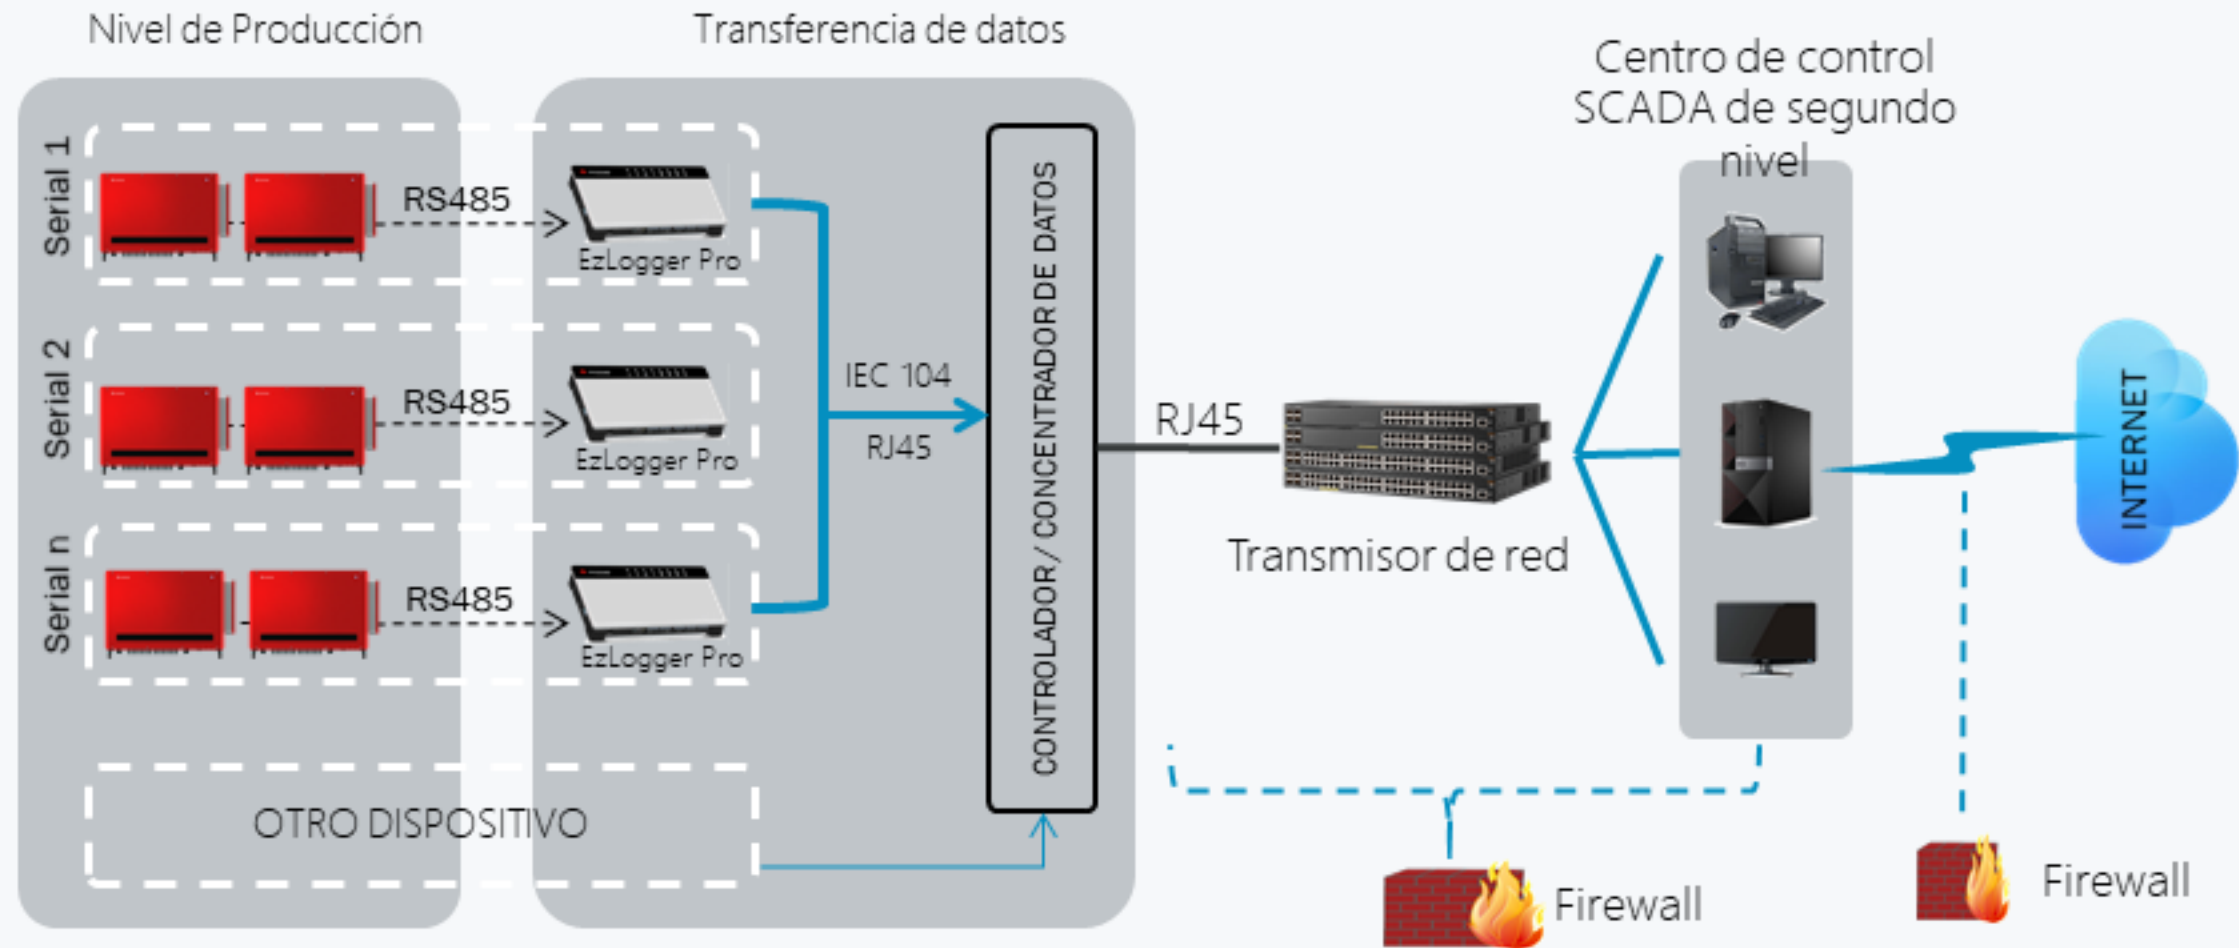 Nivel de Producción
Transferencia de datos
Centro de control
SCADA de segundo
nivel
Serial 1
RS485
EzLogger Pro
Serial 2
RS485
EzLogger Pro
Serial n
RS485
EzLogger Pro
IEC 104
RJ45
CONTROLADOR/ CONCENTRADOR DE DATOS
RJ45
Transmisor de red
INTERNET
OTRO DISPOSITIVO
Firewall
Firewall